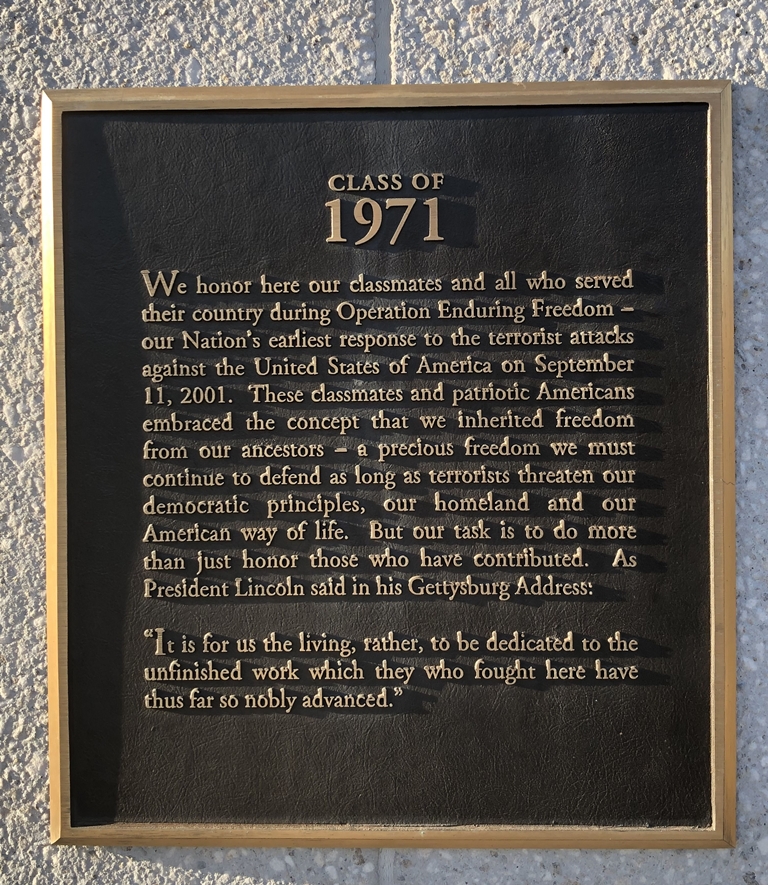 CLASS OF
1971
We honor here our classmates and all who served
their country during Operation Enduring Freedom –
our Nation's earliest response to the terrorist attacks
against the United States of America on September
11, 2001. These classmates and patriotic Americans
embraced the concept that we inherited freedom
from our ancestors – a precious freedom we must
continue to defend as long as terrorists threaten our
democratic principles, our homeland and our
American way of life. But our task is to do more
than just honor those who have contributed. As
President Lincoln said in his Gettysburg Address:
“It is for us the living, rather, to be dedicated to the
unfinished work which they who fought here have
thus far so nobly advanced.”